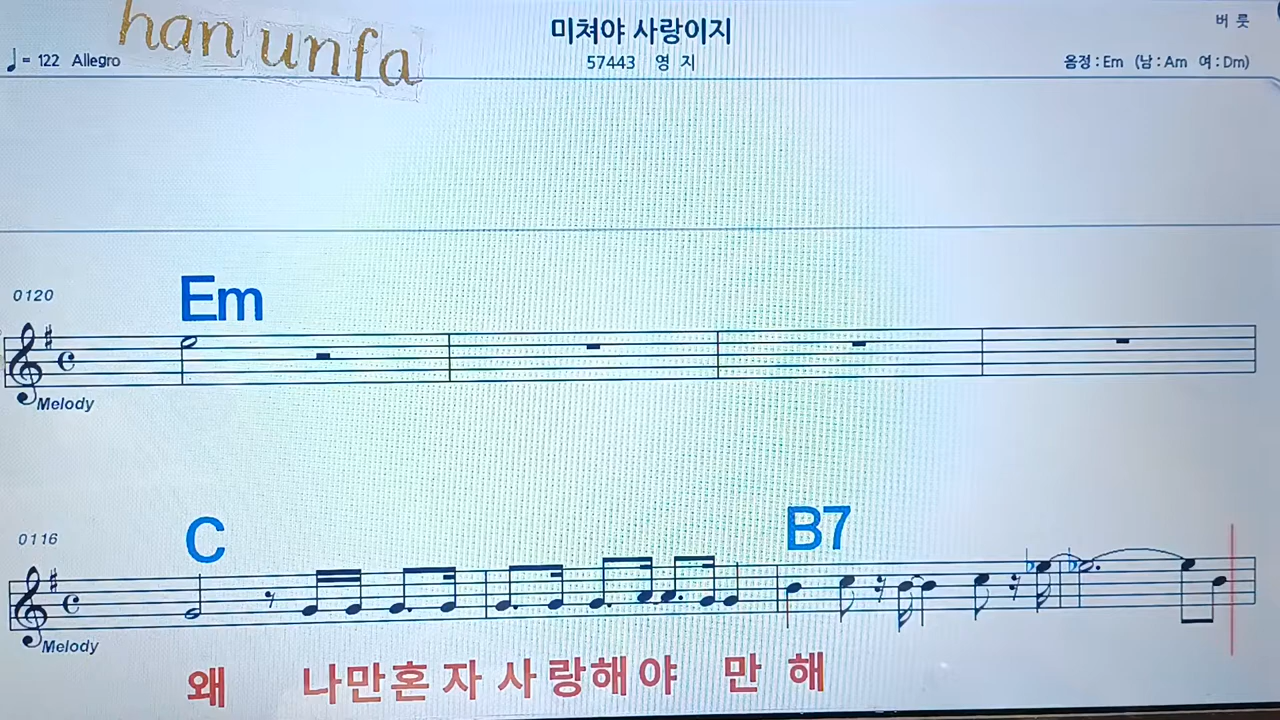 han unfa
미쳐야 사랑이지
버 릇
♩= 122 Allegro
57443 영 지
음정 : Em (남 : Am 여 : Dm)
0120
Em
Melody
0116
C
B7
Melody
왜 나만혼자 사랑해야 만 해